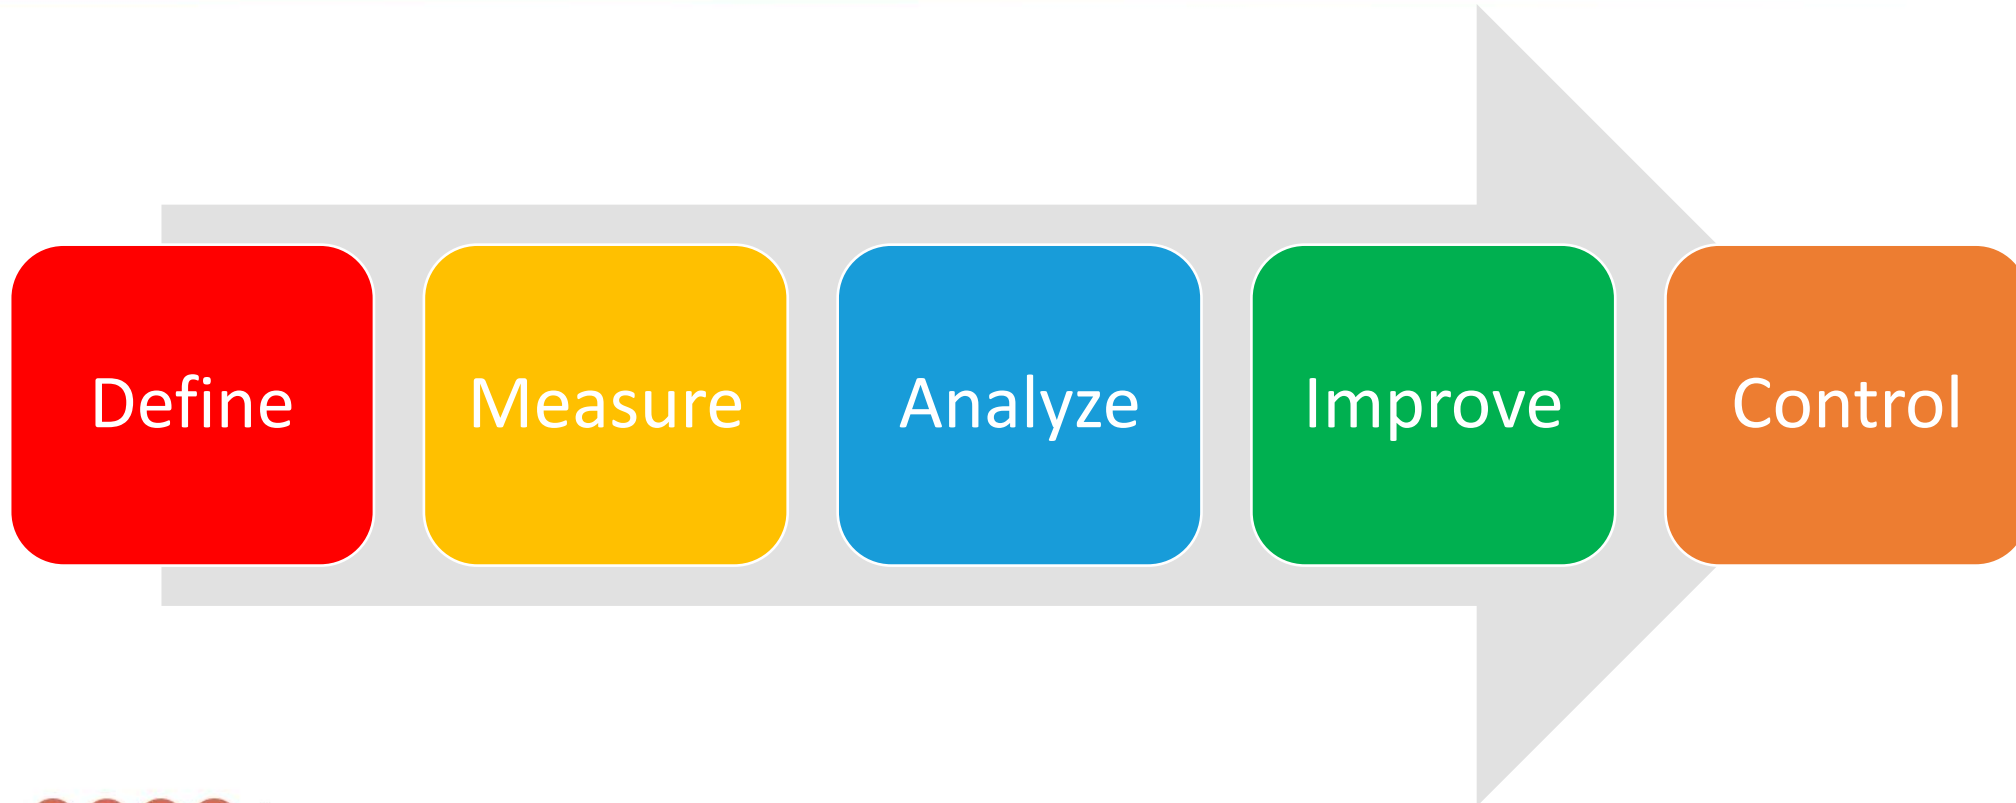 Define
Measure
Analyze
Improve
Control